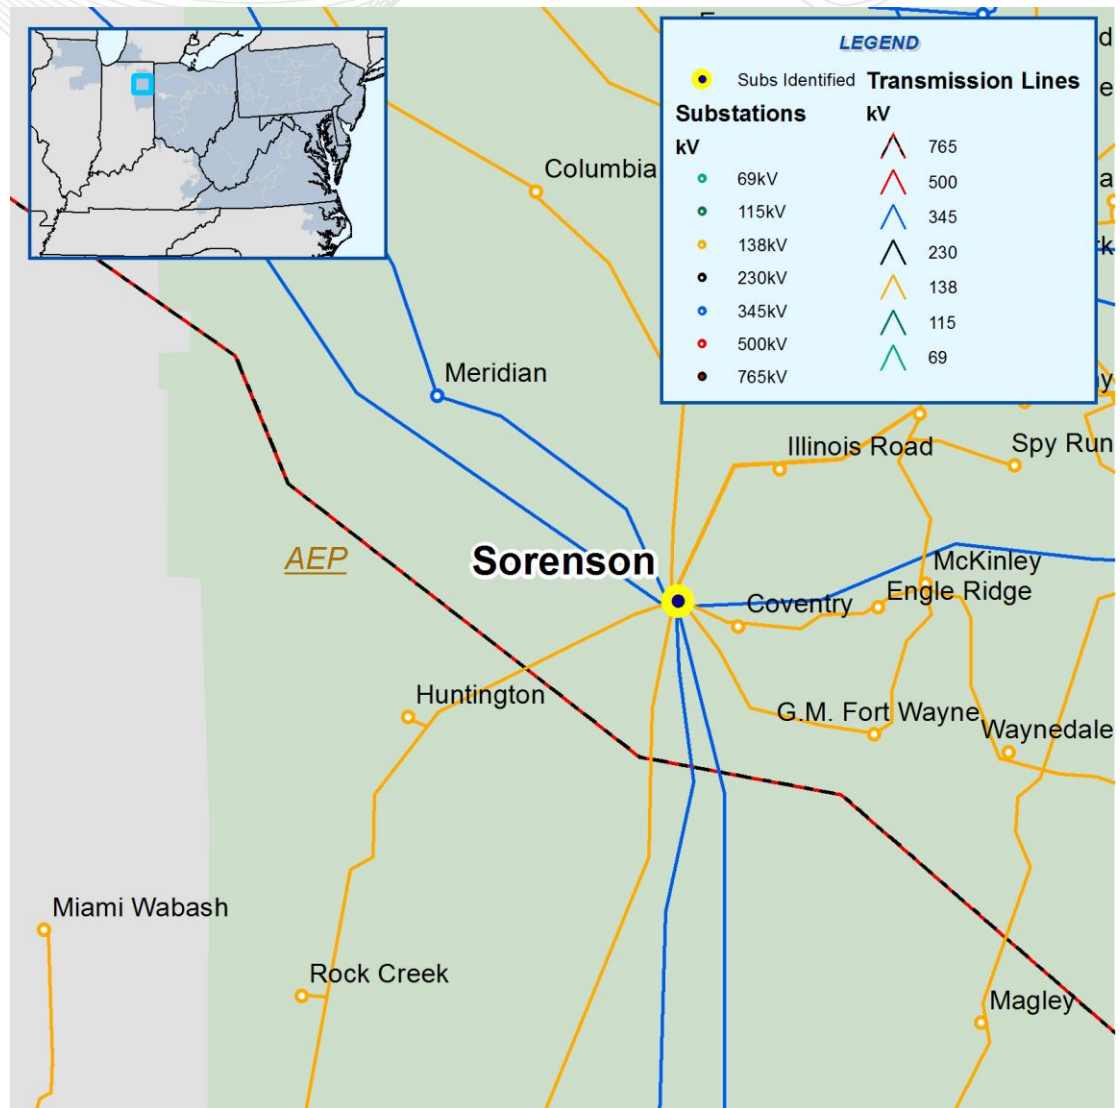 LEGEND
Subs Identified
Substations
kV
69kV
115kV
138kV
230kV
345kV
500kV
765kV
Transmission Lines
kV
765
500
345
230
138
115
69
Columbia
Meridian
Illinois Road
Spy Run
AEP
Sorenson
McKinley
Engle Ridge
Coventry
Huntington
G.M. Fort Wayne
Waynedale
Miami Wabash
Rock Creek
Magley